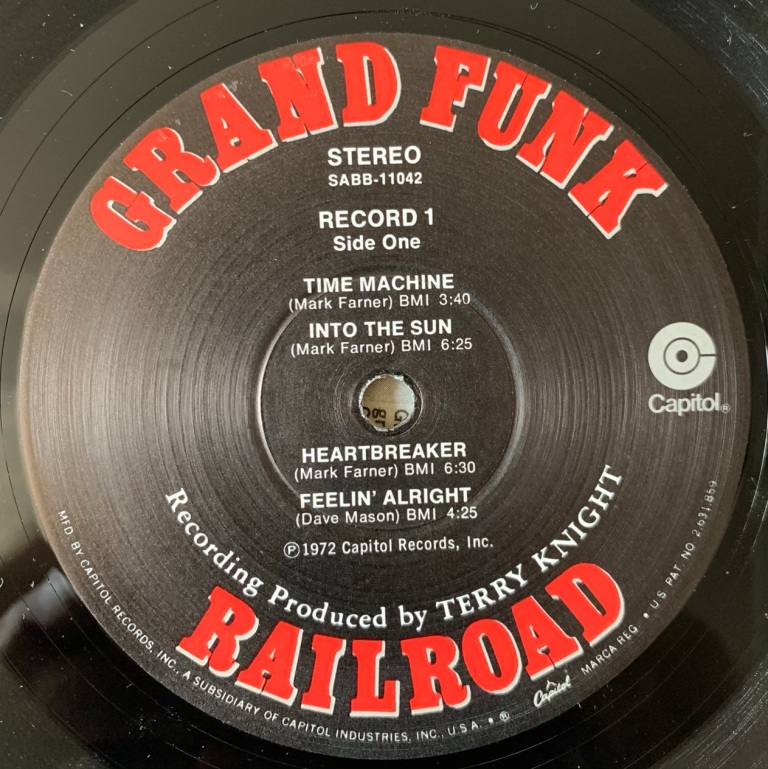 GRAND FUNK
STEREO
SABB-11042
RECORD 1
Side One
TIME MACHINE
(Mark Farner) BMI 3:40
INTO THE SUN
(Mark Farner) BMI 6:25
Capitol®
HEARTBREAKER
(Mark Farner) BMI 6:30
FEELIN' ALRIGHT
(Dave Mason) BMI 4:25
℗1972 Capitol Records, Inc.
Recording Produced by TERRY KNIGHT
RAILROAD
MFD. BY CAPITOL RECORDS, INC., A SUBSIDIARY OF CAPITOL INDUSTRIES, INC., U.S.A. • ® Capitol MARCA REG. • U.S. PAT. NO. 2,631,859